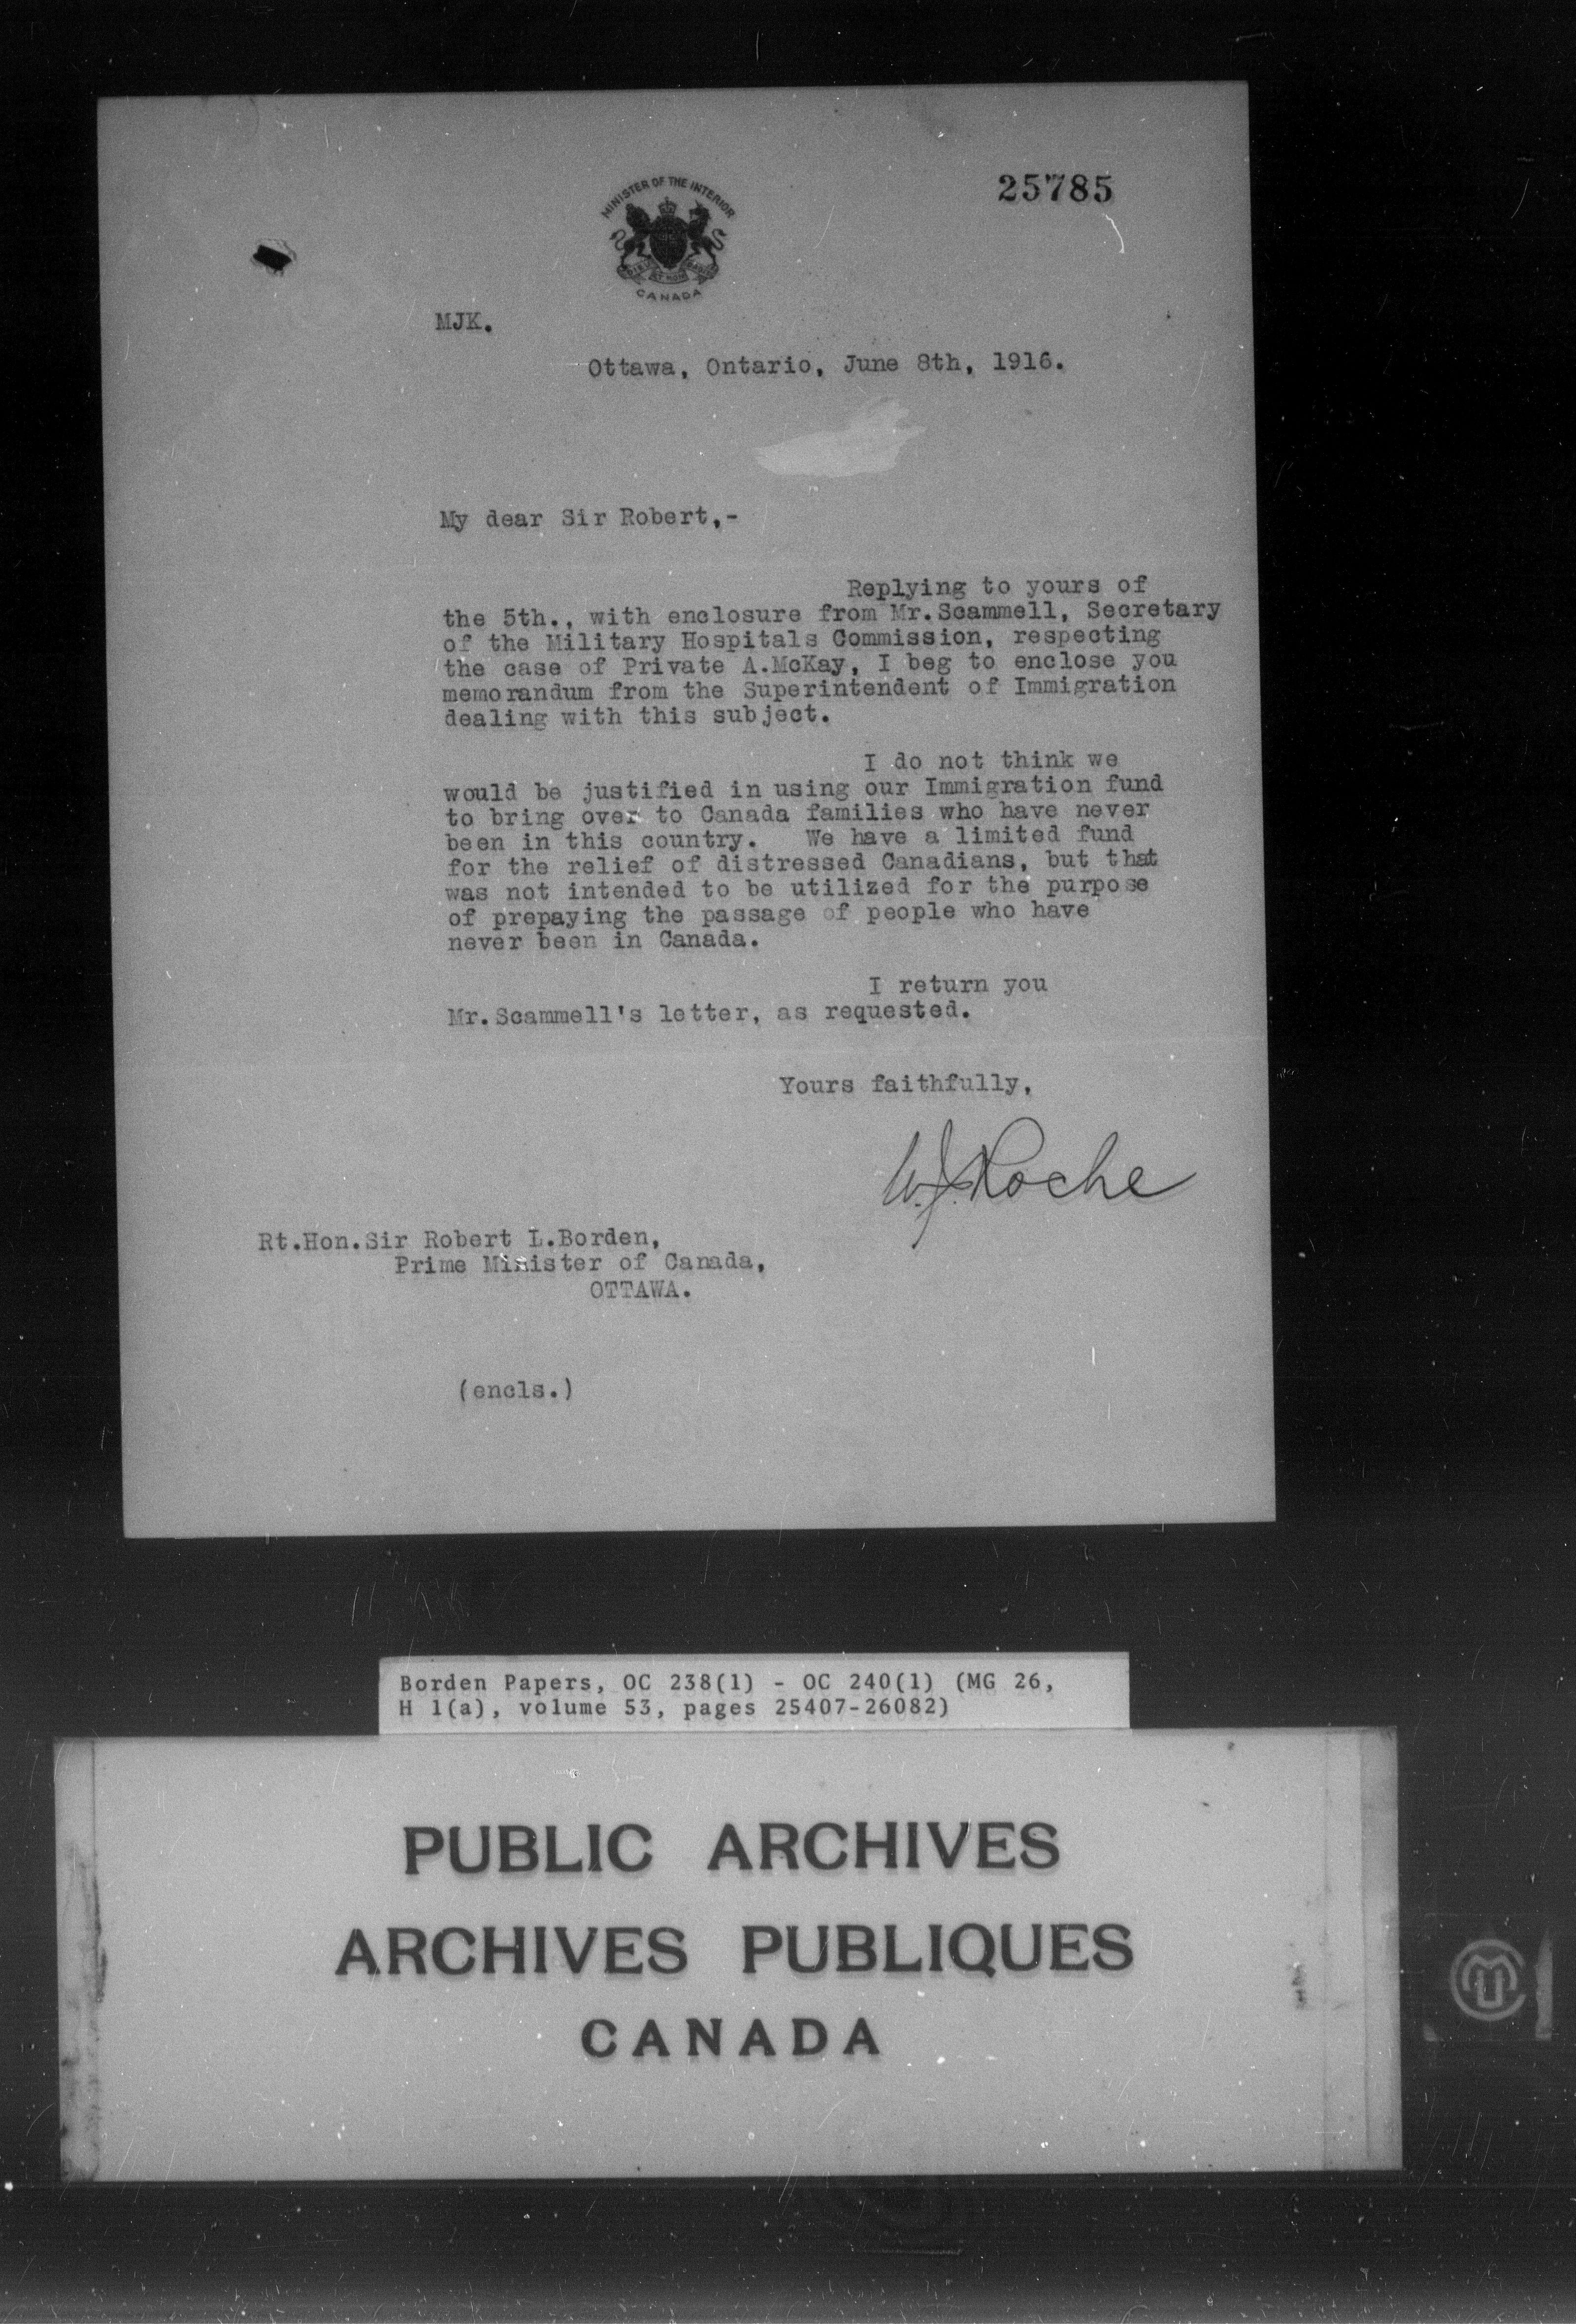 25785
MINISTER OF THE INTERIOR
CANADA
MJK.
Ottawa, Ontario, June 8th, 1916.
My dear Sir Robert,-
Replying to yours of
the 5th., with enclosure from Mr.Scammell, Secretary
of the Military Hospitals Commission, respecting
the case of Private A.McKay, I beg to enclose you
memorandum from the Superintendent of Immigration
dealing with this subject.
I do not think we
would be justified in using our Immigration fund
to bring over to Canada families who have never
been in this country. We have a limited fund
for the relief of distressed Canadians, but that
was not intended to be utilized for the purpose
of prepaying the passage of people who have
never been in Canada.
I return you
Mr.Scammell's letter, as requested.
Yours faithfully,
W.J.Roche
Rt.Hon.Sir Robert L.Borden,
Prime Minister of Canada,
OTTAWA.
(encls.)
Borden Papers, OC 238(1) - OC 240(1) (MG 26,
H 1(a), volume 53, pages 25407-26082)
PUBLIC ARCHIVES
ARCHIVES PUBLIQUES
CANADA